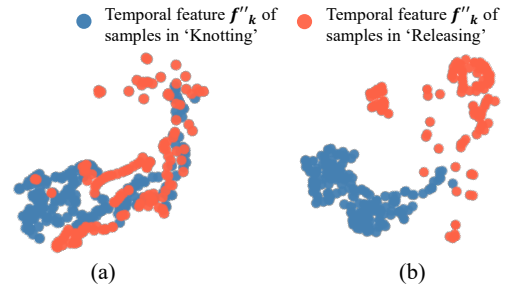 Temporal feature f''k of
samples in ‘Knotting’
Temporal feature f''k of
samples in ‘Releasing’
(a)
(b)